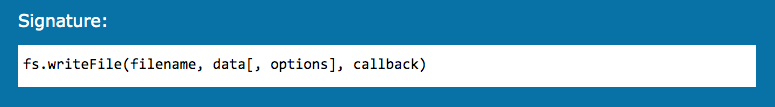 Signature:
fs.writeFile(filename, data[, options], callback)